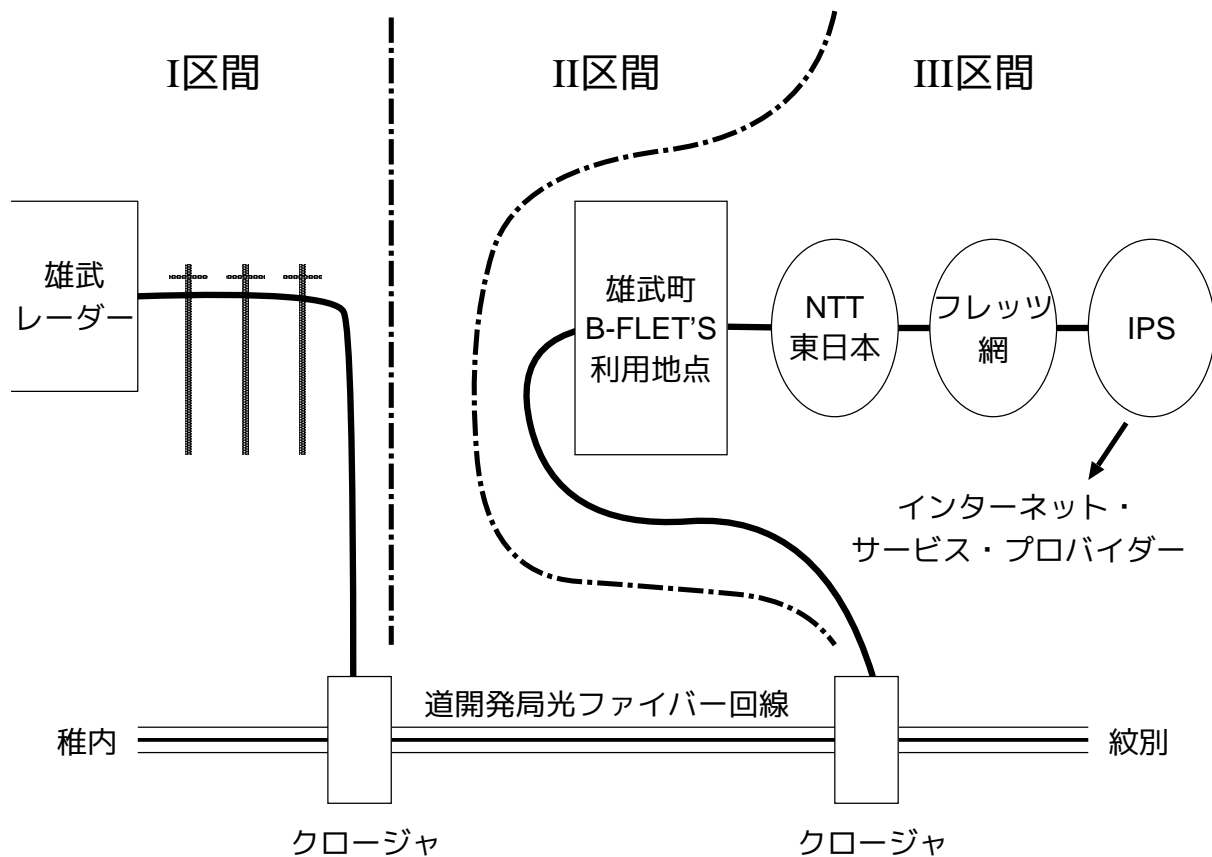 I区間
II区間
III区間
雄武
レーダー
雄武町
B-FLET'S
利用地点
NTT
東日本
フレッツ
網
IPS
インターネット・
サービス・プロバイダー
道開発局光ファイバー回線
稚内
紋別
クロージャ
クロージャ